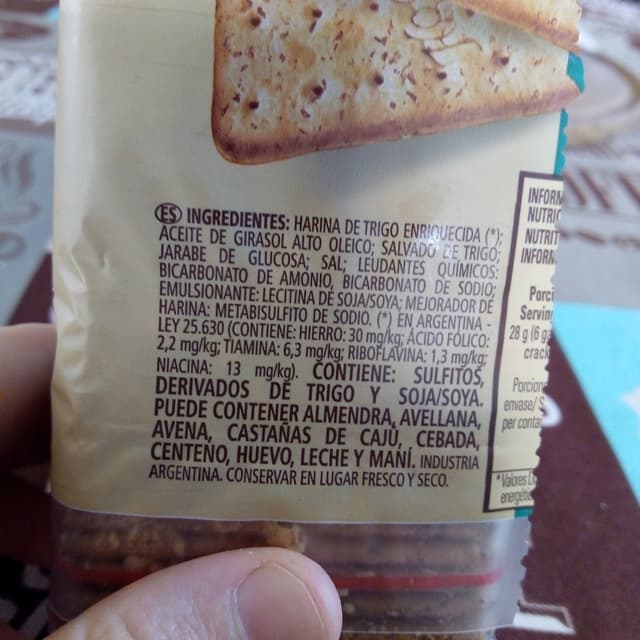 ES INGREDIENTES: HARINA DE TRIGO ENRIQUECIDA (*);
ACEITE DE GIRASOL ALTO OLEICO; SALVADO DE TRIGO;
JARABE DE GLUCOSA; SAL; LEUDANTES QUÍMICOS:
BICARBONATO DE AMONIO, BICARBONATO DE SODIO;
EMULSIONANTE: LECITINA DE SOJA/SOYA; MEJORADOR DE
HARINA: METABISULFITO DE SODIO. (*) EN ARGENTINA -
LEY 25.630 (CONTIENE: HIERRO: 30 mg/kg; ÁCIDO FÓLICO:
2,2 mg/kg; TIAMINA: 6,3 mg/kg; RIBOFLAVINA: 1,3 mg/kg;
NIACINA: 13 mg/kg). CONTIENE: SULFITOS,
DERIVADOS DE TRIGO Y SOJA/SOYA.
PUEDE CONTENER ALMENDRA, AVELLANA,
AVENA, CASTAÑAS DE CAJÚ, CEBADA,
CENTENO, HUEVO, LECHE Y MANÍ. INDUSTRIA
ARGENTINA. CONSERVAR EN LUGAR FRESCO Y SECO.
INFORM
NUTRIC
NUTRIT
INFORM
Porci
Serving
28 g (6 g
crack
Porcion
envase/ S
per contai
*Valores D
energéte